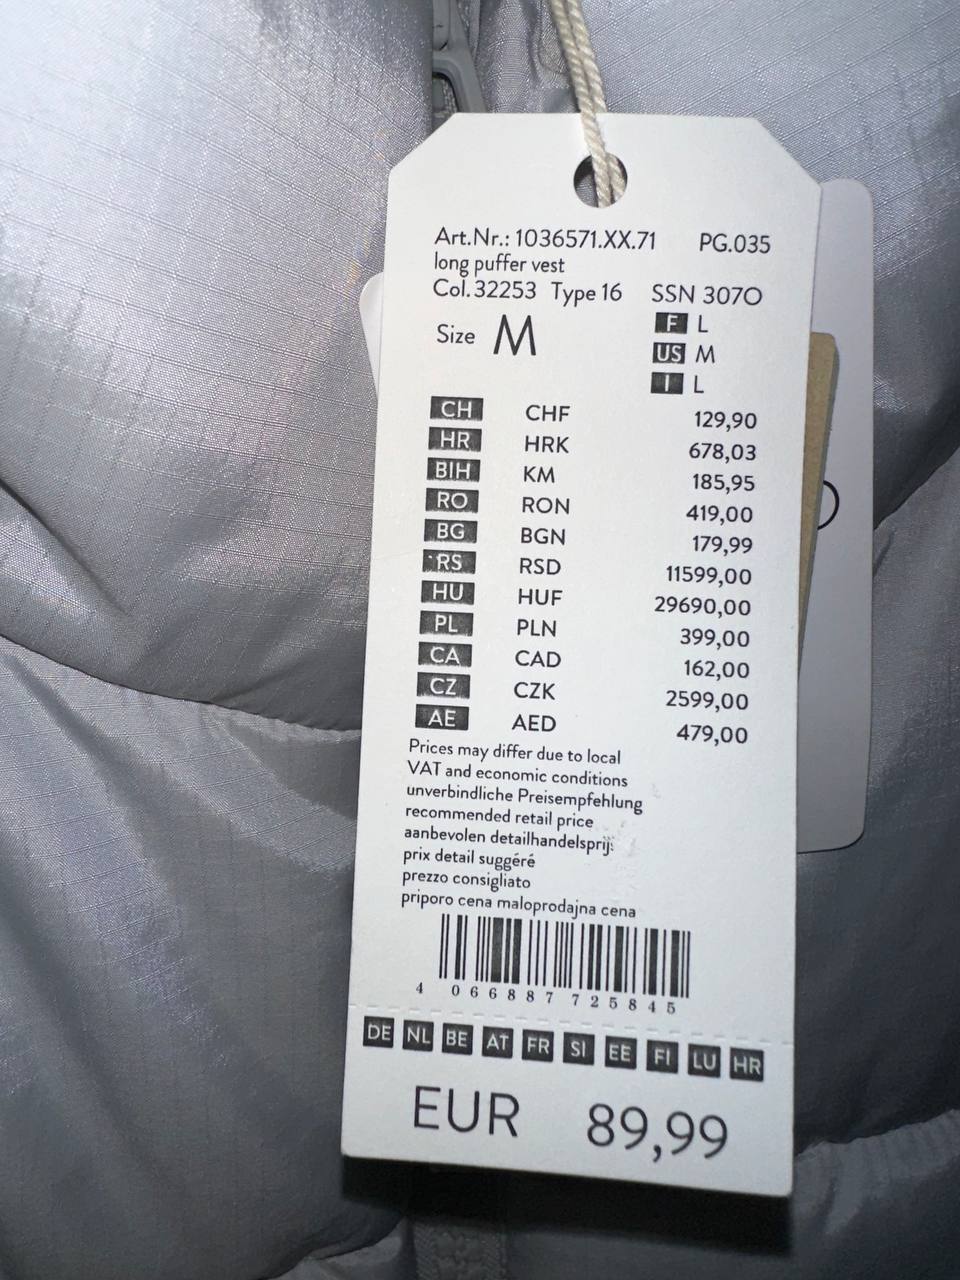 Art.Nr.: 1036571.XX.71 PG.035
long puffer vest
Col.32253 Type 16 SSN 307O
Size M
F L
US M
I L
CH CHF 129,90
HR HRK 678,03
BIH KM 185,95
RO RON 419,00
BG BGN 179,99
RS RSD 11599,00
HU HUF 29690,00
PL PLN 399,00
CA CAD 162,00
CZ CZK 2599,00
AE AED 479,00
Prices may differ due to local
VAT and economic conditions
unverbindliche Preisempfehlung
recommended retail price
aanbevolen detailhandelsprijs
prix detail suggéré
prezzo consigliato
priporo cena maloprodajna cena
4 066887 725845
DE NL BE AT FR SI EE FI LU HR
EUR 89,99